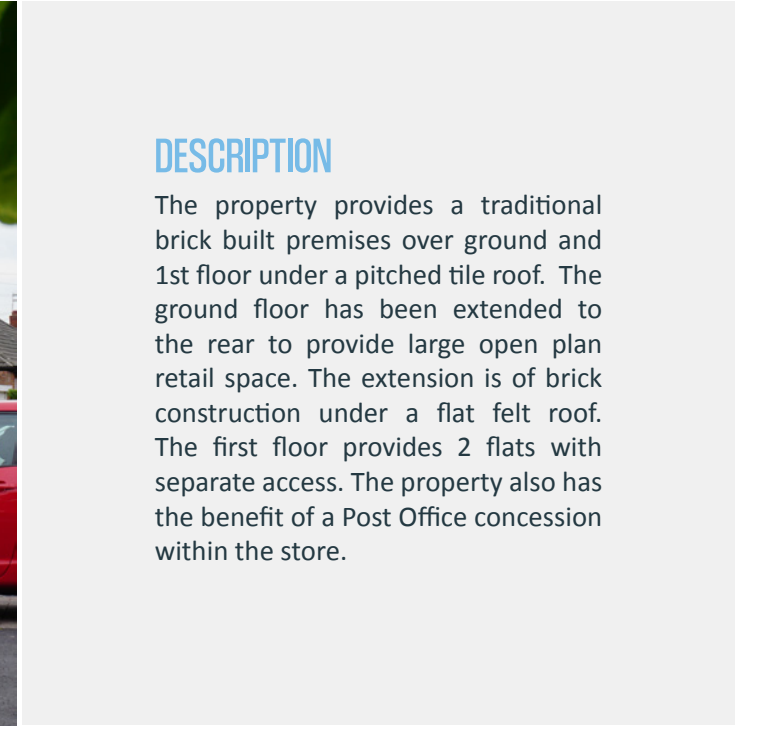 DESCRIPTION
The property provides a traditional
brick built premises over ground and
1st floor under a pitched tile roof.  The
ground floor has been extended to
the rear to provide large open plan
retail space. The extension is of brick
construction under a flat felt roof.
The first floor provides 2 flats with
separate access. The property also has
the benefit of a Post Office concession
within the store.